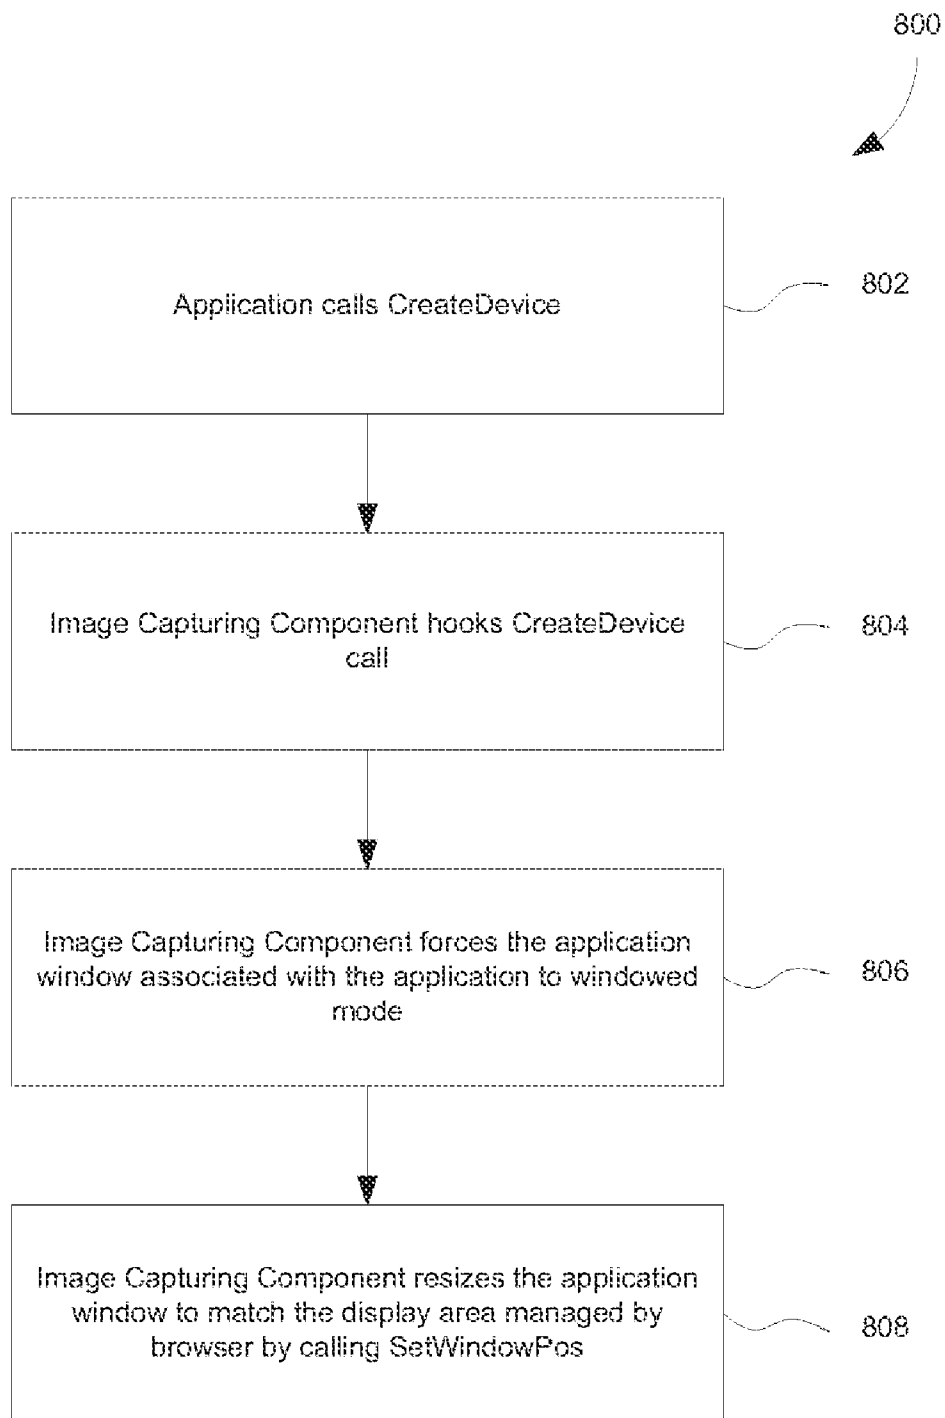 800
Application calls CreateDevice
802
Image Capturing Component hooks CreateDevice
call
804
Image Capturing Component forces the application
window associated with the application to windowed
mode
806
Image Capturing Component resizes the application
window to match the display area managed by
browser by calling SetWindowPos
808